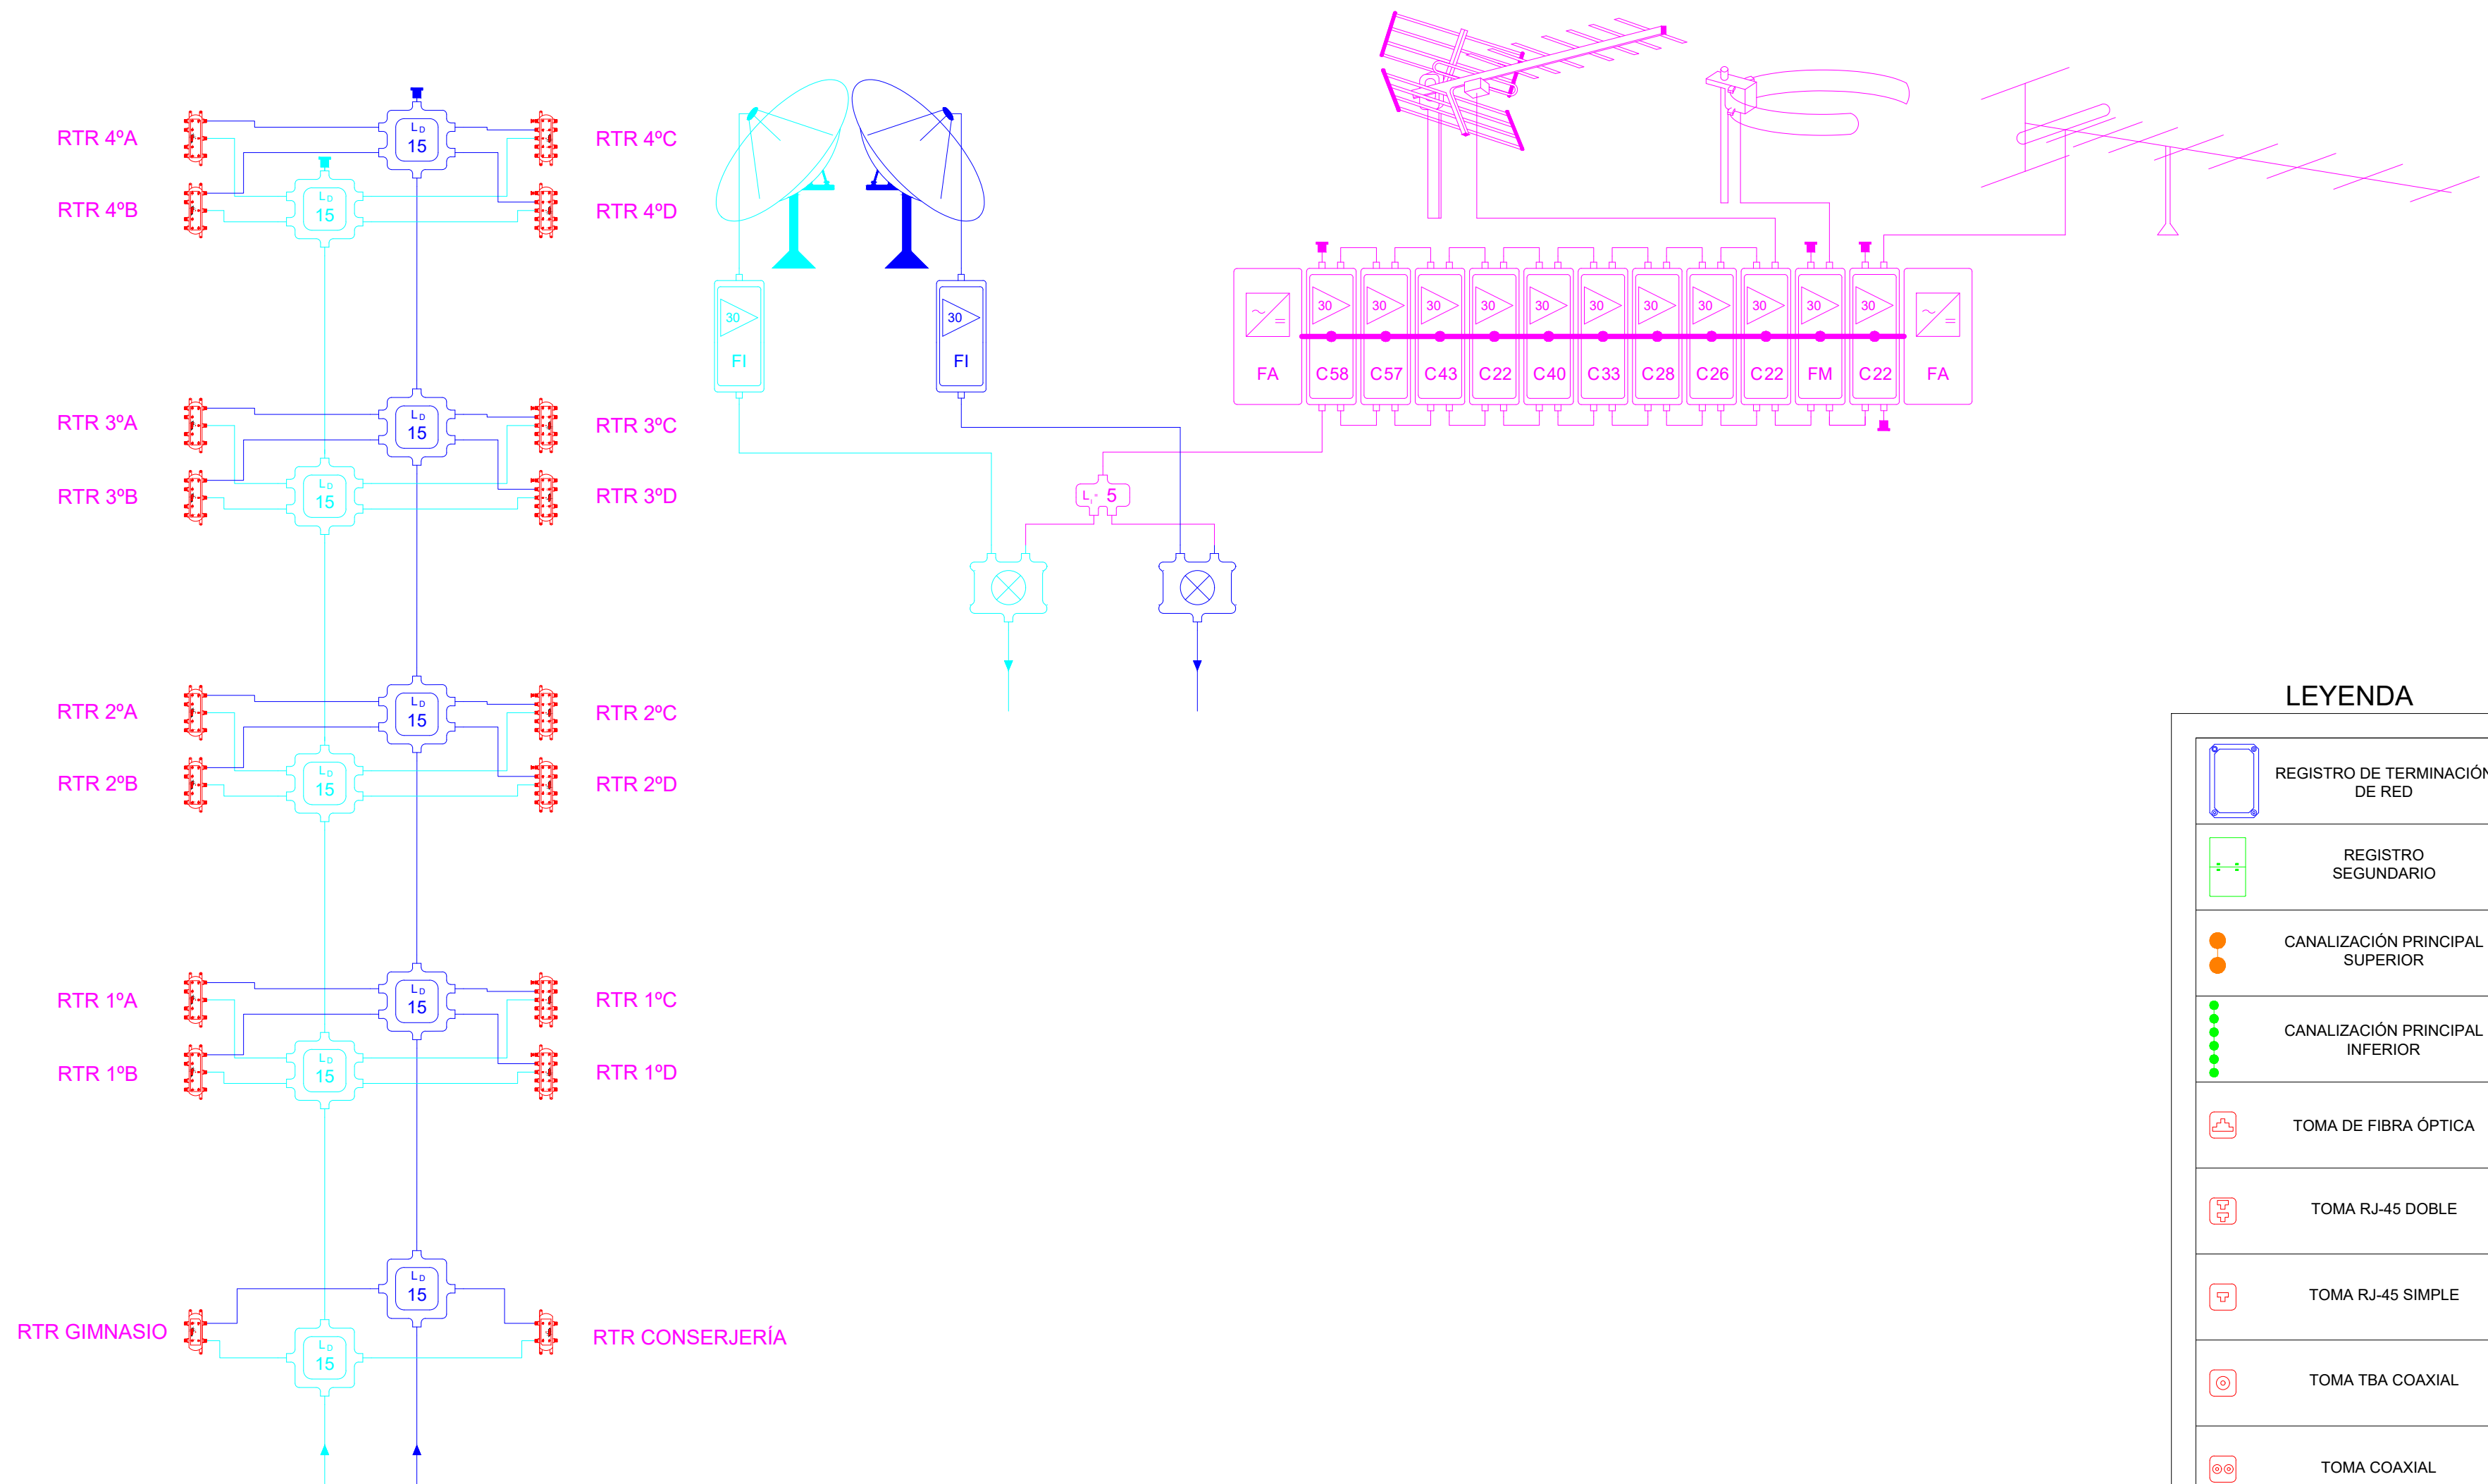 RTR 4ºA
L D
15
RTR 4ºC
RTR 4ºB
L D
15
RTR 4ºD
30
FI
30
FI
30 30 30 30 30 30 30 30 30 30 30
FA C58 C57 C43 C22 C40 C33 C28 C26 C22 FM C22 FA
RTR 3ºA
L D
15
RTR 3ºC
RTR 3ºB
L D
15
RTR 3ºD
5
RTR 2ºA
L D
15
RTR 2ºC
RTR 2ºB
L D
15
RTR 2ºD
RTR 1ºA
L D
15
RTR 1ºC
RTR 1ºB
L D
15
RTR 1ºD
L D
15
RTR GIMNASIO
L D
15
RTR CONSERJERÍA
LEYENDA
REGISTRO DE TERMINACIÓN
DE RED
REGISTRO
SEGUNDARIO
CANALIZACIÓN PRINCIPAL
SUPERIOR
CANALIZACIÓN PRINCIPAL
INFERIOR
TOMA DE FIBRA ÓPTICA
TOMA RJ-45 DOBLE
TOMA RJ-45 SIMPLE
TOMA TBA COAXIAL
TOMA COAXIAL